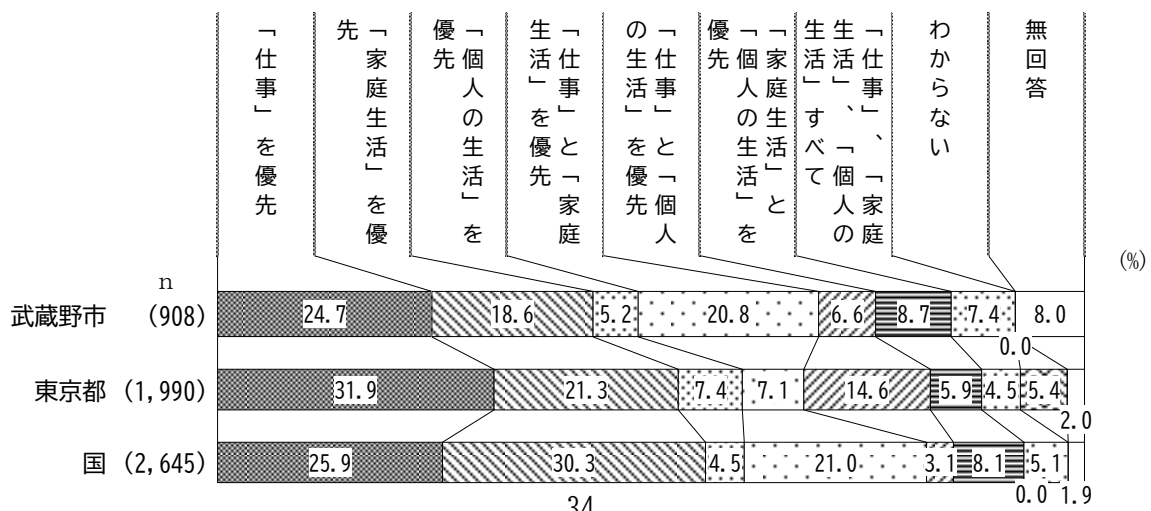 「仕事」を優先
「家庭生活」を優
先
「個人の生活」を
優先
「仕事」と「家庭
生活」を優先
「仕事」と「個人
の生活」を優先
「家庭生活」と
「個人の生活」を
優先
「仕事」、「家庭
生活」、「個人の
生活」すべて
わからない
無回答
(%)
n
武蔵野市 (908) 24.7 18.6 5.2 20.8 6.6 8.7 7.4 8.0
0.0
東京都 (1,990) 31.9 21.3 7.4 7.1 14.6 5.9 4.5 5.4
2.0
国 (2,645) 25.9 30.3 4.5 21.0 3.1 8.1 5.1
0.0 1.9
34